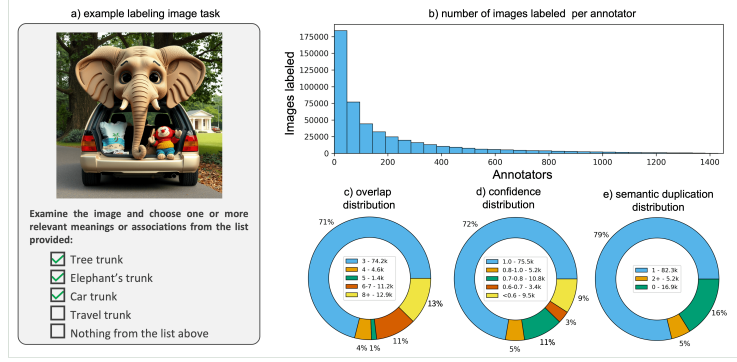 a) example labeling image task
Examine the image and choose one or more
relevant meanings or associations from the list
provided:
Tree trunk
Elephant's trunk
Car trunk
Travel trunk
Nothing from the list above
b) number of images labeled per annotator
Images labeled
175000
150000
125000
100000
75000
50000
25000
0
0
200
400
600
800
1000
1200
1400
Annotators
c) overlap
distribution
71%
3 - 74.2k
4 - 4.6k
5 - 1.4k
6-7 - 11.2k
8+ - 12.9k
13%
11%
4%
1%
d) confidence
distribution
72%
1.0 - 75.5k
0.8-1.0 - 5.2k
0.7-0.8 - 10.8k
0.6-0.7 - 3.4k
<0.6 - 9.5k
9%
3%
11%
5%
e) semantic duplication
distribution
79%
1 - 82.3k
2+ - 5.2k
0 - 16.9k
16%
5%